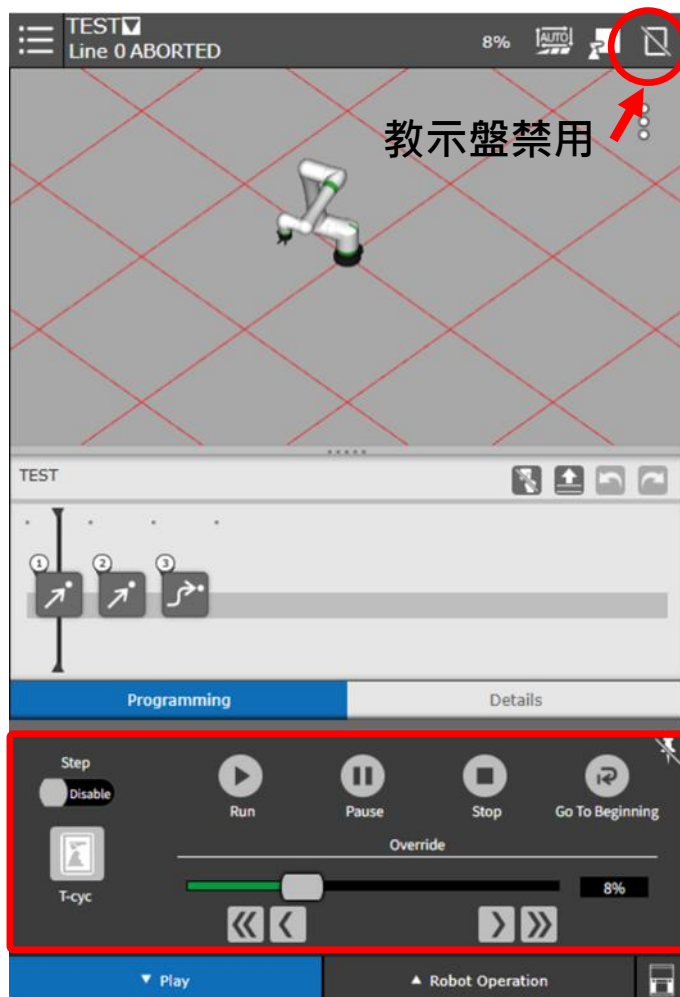 TEST
Line 0 ABORTED
8%
AUTO
教示盤禁用
TEST
1
2
3
Programming
Details
Step
Disable
Run
Pause
Stop
Go To Beginning
Override
T-cyc
8%
▼ Play
▲ Robot Operation